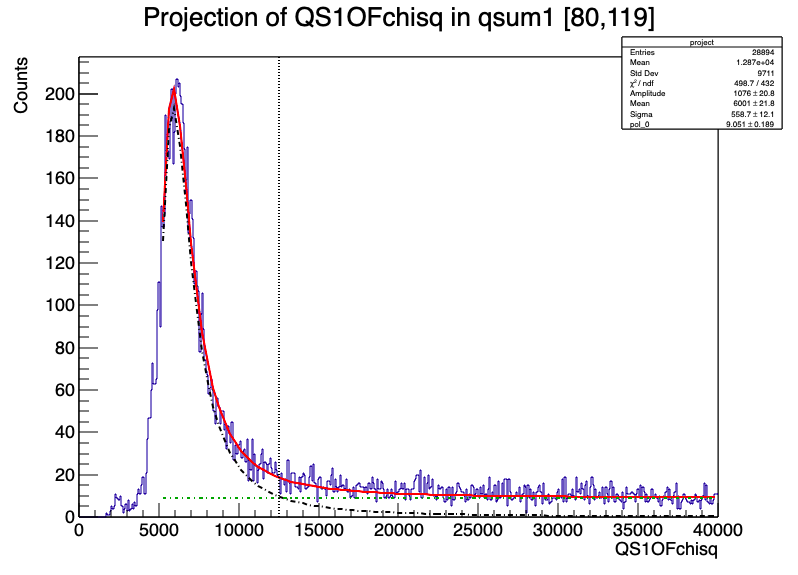 Projection of QS1OFchisq in qsum1 [80,119]
project
Entries 28894
Mean 1.287e+04
Std Dev 9711
χ² / ndf 498.7 / 432
Amplitude 1076 ± 20.8
Mean 6001 ± 21.8
Sigma 558.7 ± 12.1
pol_0 9.051 ± 0.189
Counts
200
180
160
140
120
100
80
60
40
20
0
0 5000 10000 15000 20000 25000 30000 35000 40000
QS1OFchisq